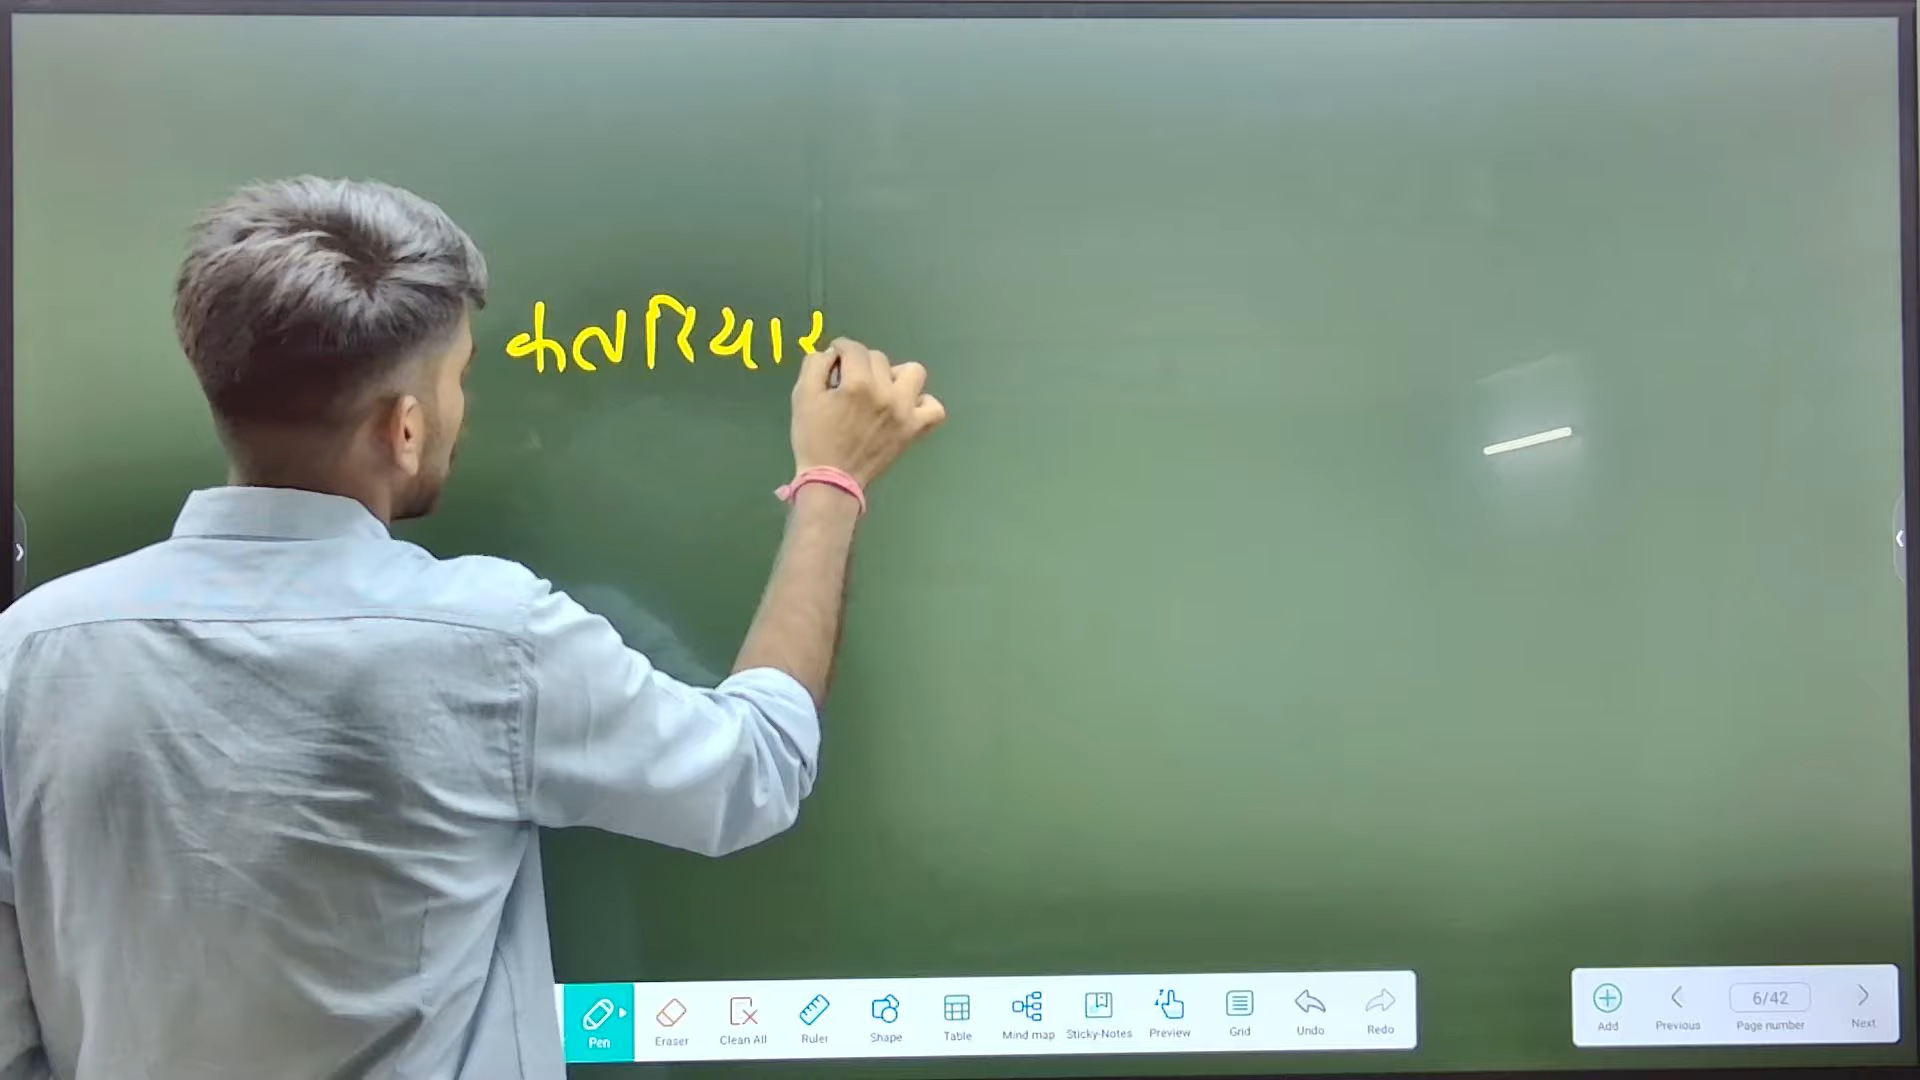 कतरियार
Pen
Eraser
Clean All
Ruler
Shape
Table
Mind map
Sticky-Notes
Preview
Grid
Undo
Redo
Add
Previous
6/42
Page number
Next